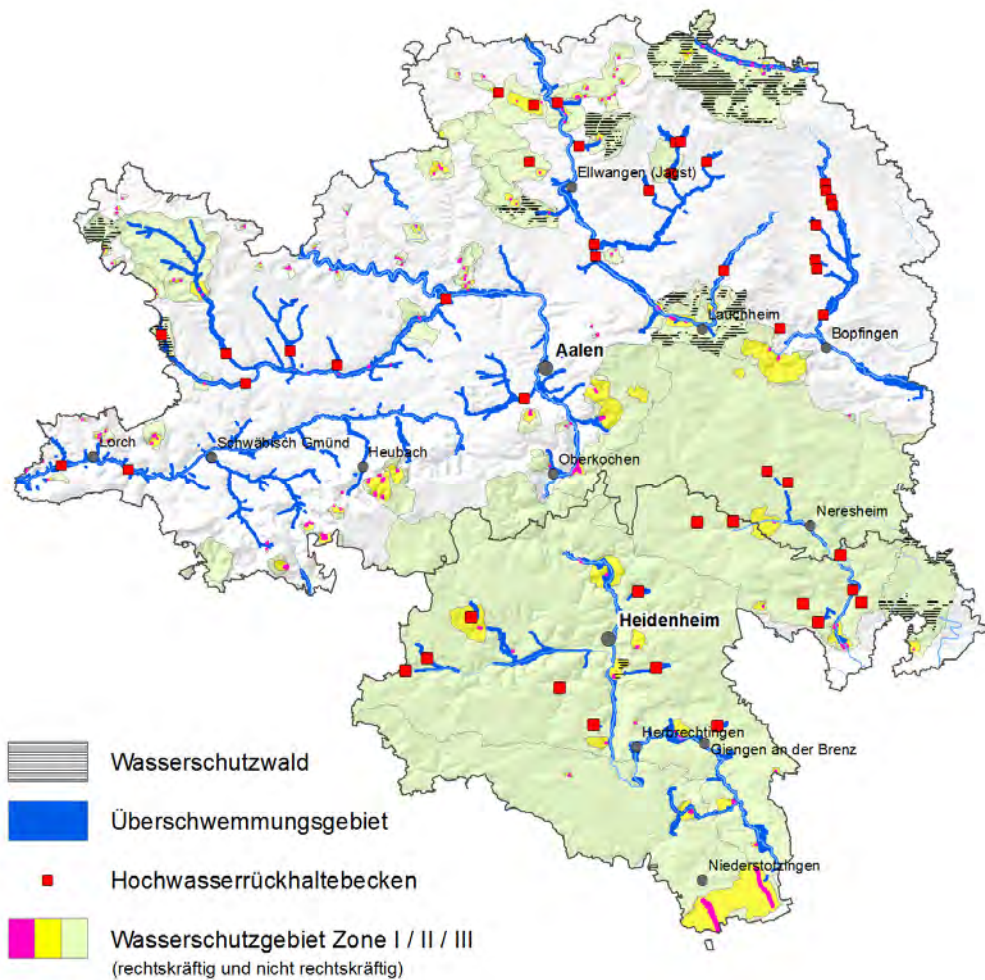 Ellwangen (Jagst)
Lauchheim
Bopfingen
Aalen
Lorch
Schwäbisch Gmünd
Heubach
Oberkochen
Neresheim
Heidenheim
Herbrechtingen
Giengen an der Brenz
Niederstotzingen
Wasserschutzwald
Überschwemmungsgebiet
Hochwasserrückhaltebecken
Wasserschutzgebiet Zone I / II / III
(rechtskräftig und nicht rechtskräftig)